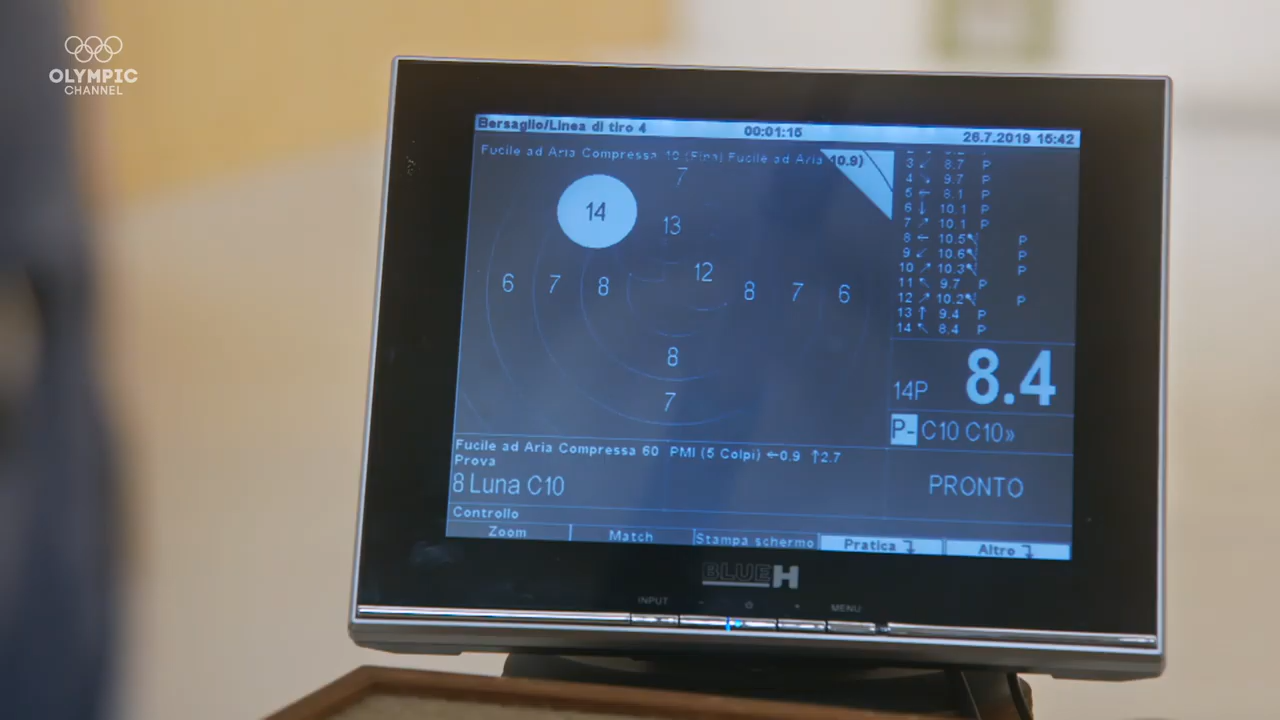 OLYMPIC
CHANNEL
Bersaglio/Linea di tiro 4 00:01:15 26.7.2019 15:42
Fucile ad Aria Compressa 10 (Final Fucile ad Aria 10.9)
7
14
13
12
6 7 8 8 7 6
8
7
3 ↙ 8.7 P
4 ↘ 9.7 P
5 ← 8.1 P
6 ↓ 10.1 P
7 ↗ 10.1 P
8 ← 10.5 P
9 ↙ 10.6 P
10 ↗ 10.3 P
11 ↖ 9.7 P
12 ↗ 10.2 P
13 ↑ 9.4 P
14 ↖ 8.4 P
14P 8.4
P- C10 C10»
Fucile ad Aria Compressa 60 PMI (5 Colpi) ←0.9 ↑2.7
Prova
8 Luna C10
PRONTO
Controllo
Zoom Match Stampa schermo Pratica Altro
BLUEH
INPUT - + MENU